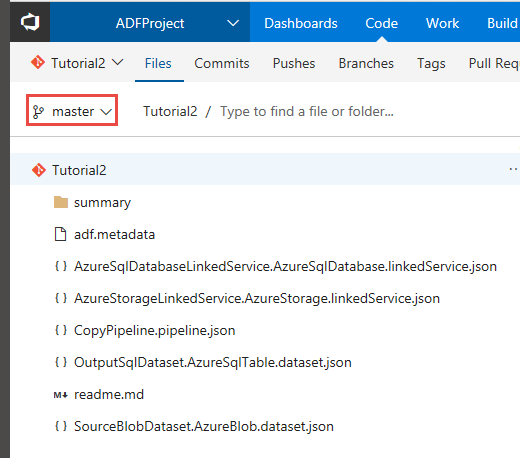 ADFProject Dashboards Code Work Build
Tutorial2 Files Commits Pushes Branches Tags Pull Requ
master Tutorial2 / Type to find a file or folder...
Tutorial2 ··
summary
adf.metadata
{ } AzureSqlDatabaseLinkedService.AzureSqlDatabase.linkedService.json
{ } AzureStorageLinkedService.AzureStorage.linkedService.json
{ } CopyPipeline.pipeline.json
{ } OutputSqlDataset.AzureSqlTable.dataset.json
M↓ readme.md
{ } SourceBlobDataset.AzureBlob.dataset.json